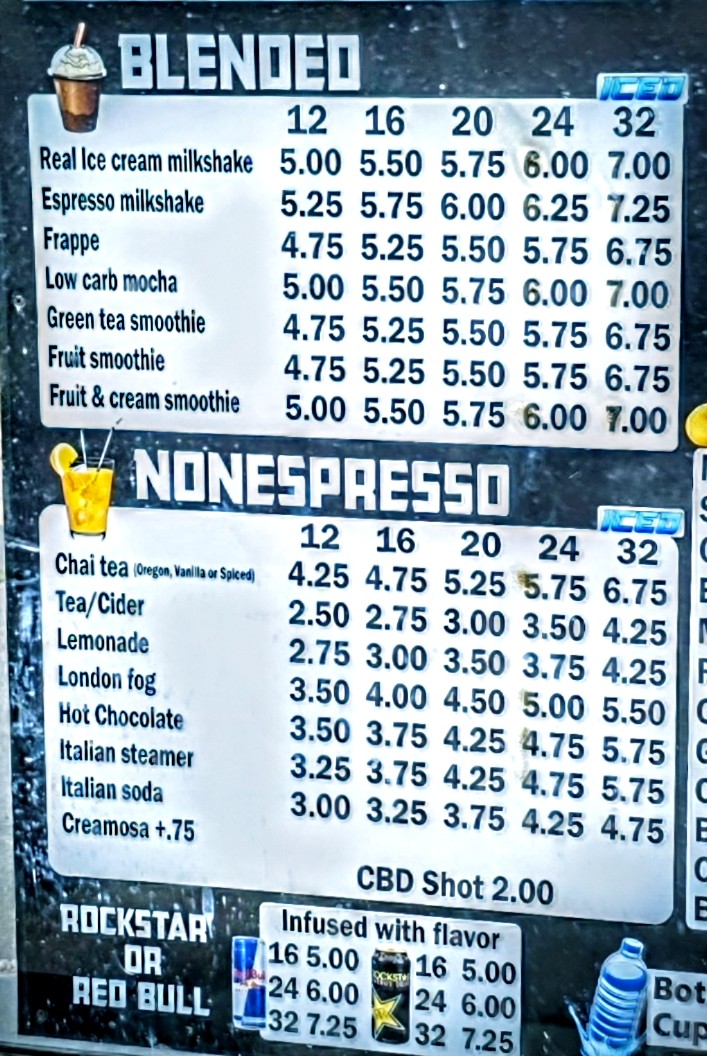 BLENDED
ICED
12 16 20 24 32
Real Ice cream milkshake 5.00 5.50 5.75 6.00 7.00
Espresso milkshake 5.25 5.75 6.00 6.25 7.25
Frappe 4.75 5.25 5.50 5.75 6.75
Low carb mocha 5.00 5.50 5.75 6.00 7.00
Green tea smoothie 4.75 5.25 5.50 5.75 6.75
Fruit smoothie 4.75 5.25 5.50 5.75 6.75
Fruit & cream smoothie 5.00 5.50 5.75 6.00 7.00
NONESPRESSO
ICED
12 16 20 24 32
Chai tea (Oregon, Vanilla or Spiced) 4.25 4.75 5.25 5.75 6.75
Tea/Cider 2.50 2.75 3.00 3.50 4.25
Lemonade 2.75 3.00 3.50 3.75 4.25
London fog 3.50 4.00 4.50 5.00 5.50
Hot Chocolate 3.50 3.75 4.25 4.75 5.75
Italian steamer 3.25 3.75 4.25 4.75 5.75
Italian soda 3.00 3.25 3.75 4.25 4.75
Creamosa +.75
CBD Shot 2.00
ROCKSTAR
OR
RED BULL
Infused with flavor
16 5.00 16 5.00
24 6.00 24 6.00
32 7.25 32 7.25
ROCKSTAR
Bot
Cup